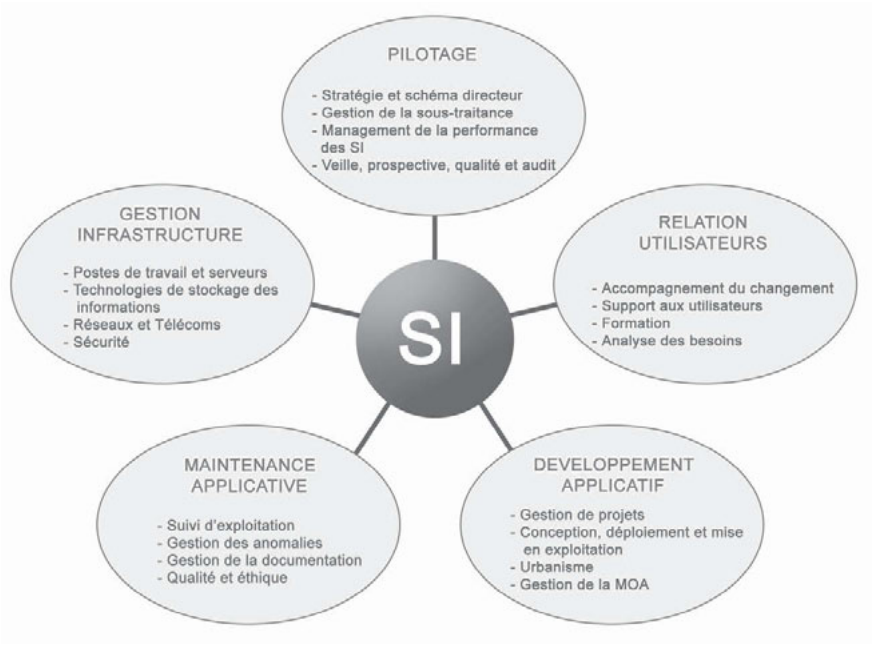 PILOTAGE
- Stratégie et schéma directeur
- Gestion de la sous-traitance
- Management de la performance
des SI
- Veille, prospective, qualité et audit
GESTION
INFRASTRUCTURE
- Postes de travail et serveurs
- Technologies de stockage des
informations
- Réseaux et Télécoms
- Sécurité
RELATION
UTILISATEURS
- Accompagnement du changement
- Support aux utilisateurs
- Formation
- Analyse des besoins
SI
MAINTENANCE
APPLICATIVE
- Suivi d'exploitation
- Gestion des anomalies
- Gestion de la documentation
- Qualité et éthique
DEVELOPPEMENT
APPLICATIF
- Gestion de projets
- Conception, déploiement et mise
en exploitation
- Urbanisme
- Gestion de la MOA